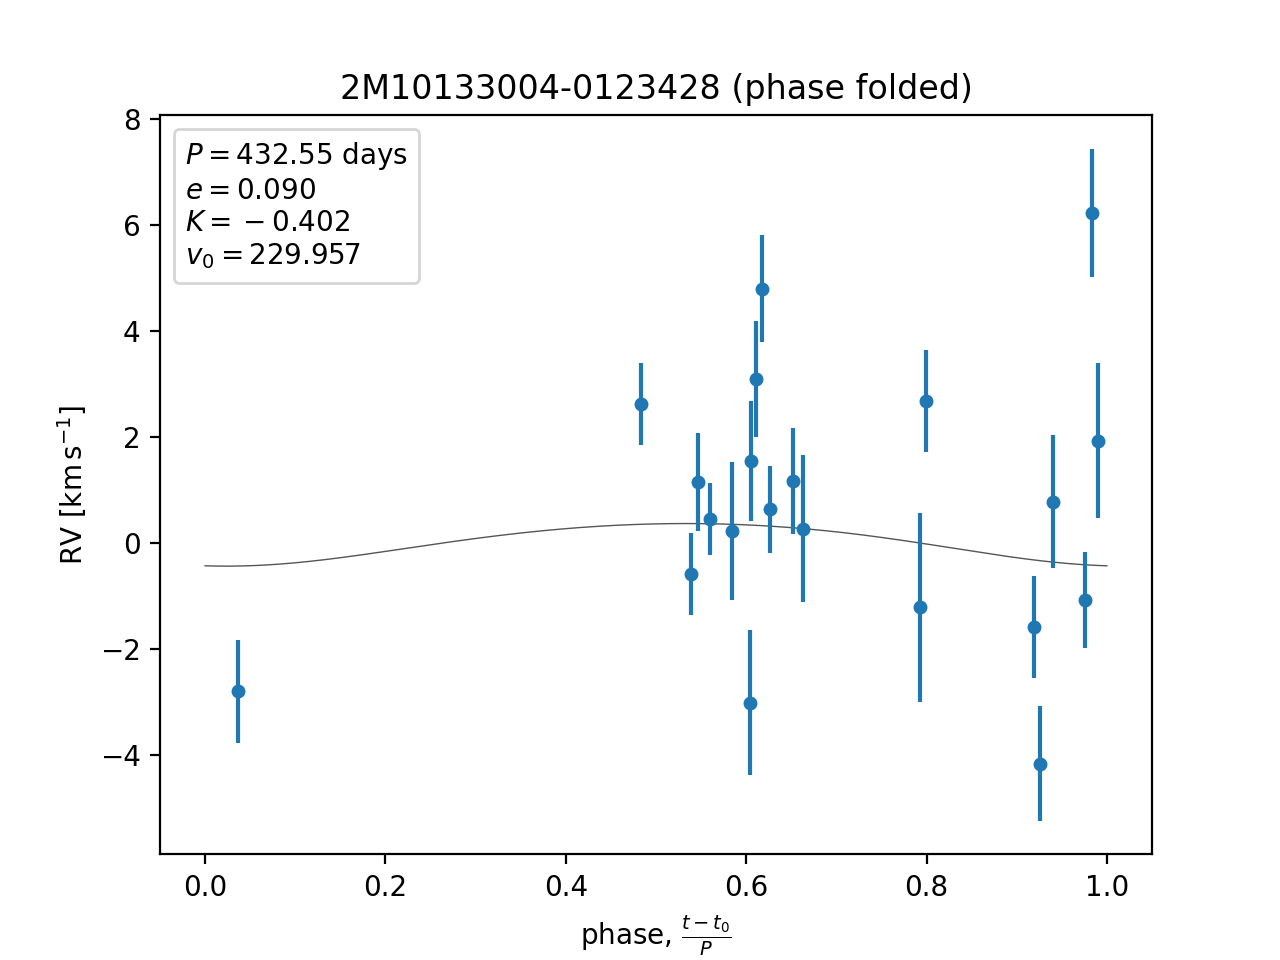 2M10133004-0123428 (phase folded)
P = 432.55 days
e = 0.090
K = −0.402
v₀ = 229.957
8
6
4
2
0
−2
−4
RV [km s⁻¹]
0.0 0.2 0.4 0.6 0.8 1.0
phase, (t − t₀)/P